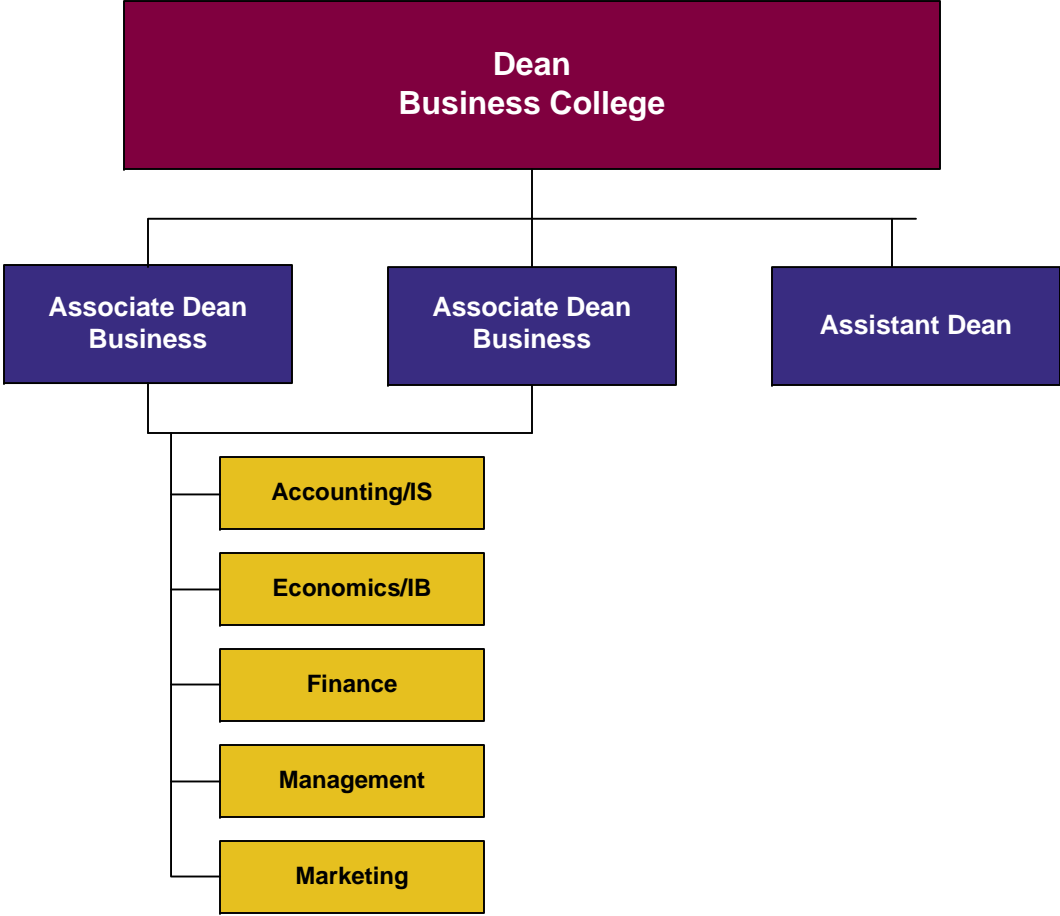 Dean
Business College
Associate Dean
Business
Associate Dean
Business
Assistant Dean
Accounting/IS
Economics/IB
Finance
Management
Marketing